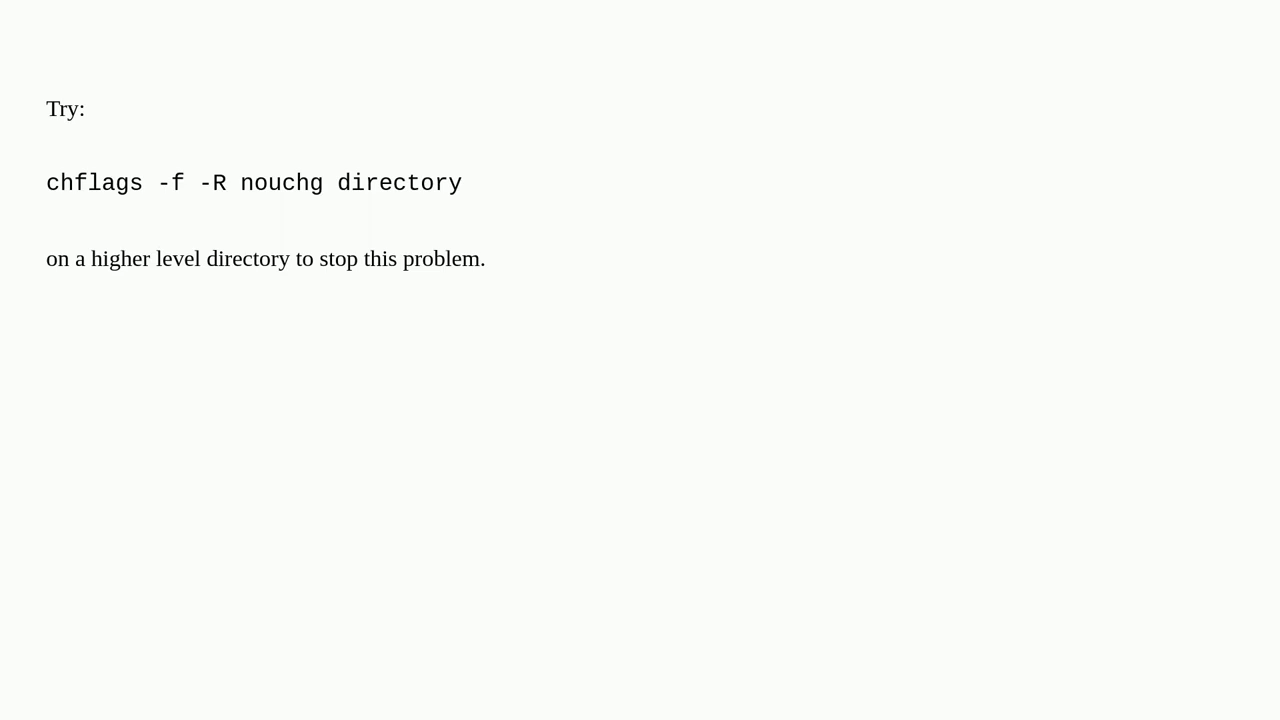 Try:
chflags -f -R nouchg directory
on a higher level directory to stop this problem.